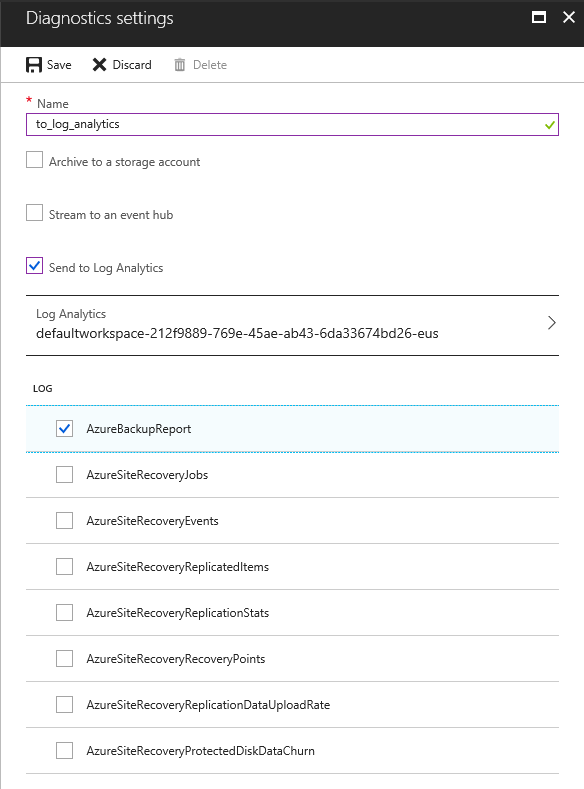 Diagnostics settings
Save Discard Delete
* Name
to_log_analytics
Archive to a storage account
Stream to an event hub
Send to Log Analytics
Log Analytics
defaultworkspace-212f9889-769e-45ae-ab43-6da33674bd26-eus
LOG
AzureBackupReport
AzureSiteRecoveryJobs
AzureSiteRecoveryEvents
AzureSiteRecoveryReplicatedItems
AzureSiteRecoveryReplicationStats
AzureSiteRecoveryRecoveryPoints
AzureSiteRecoveryReplicationDataUploadRate
AzureSiteRecoveryProtectedDiskDataChurn